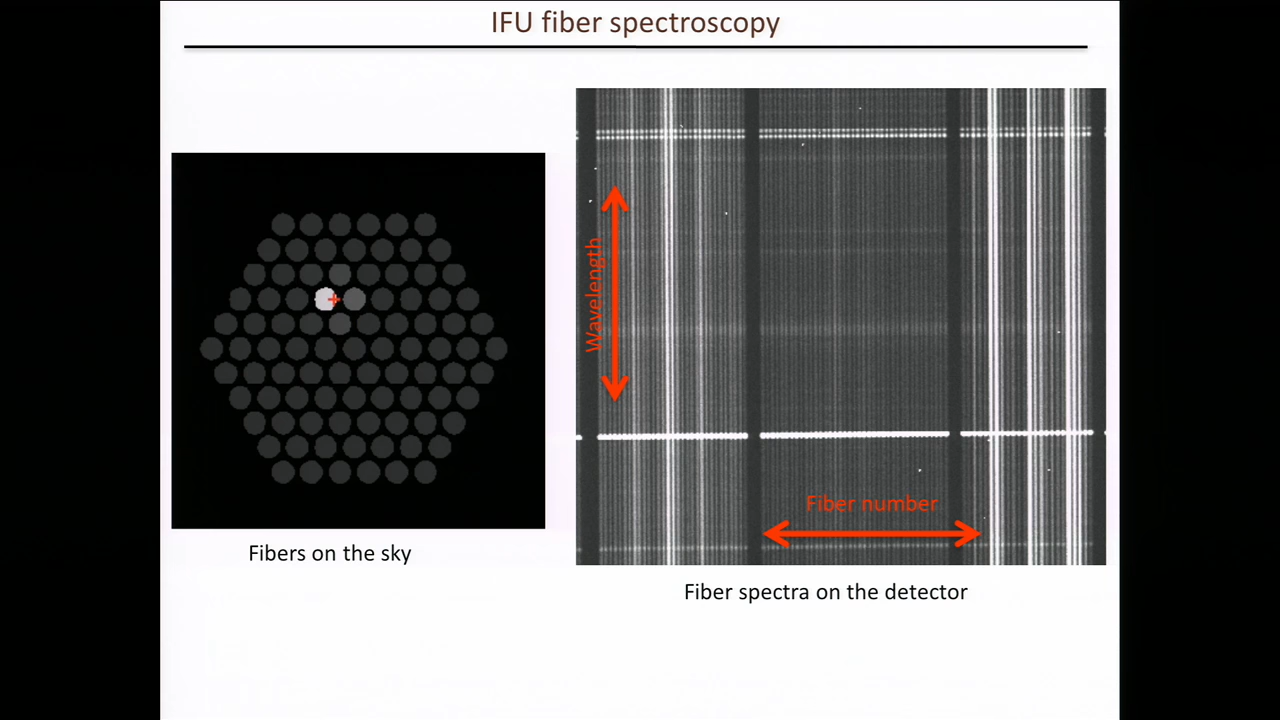 IFU fiber spectroscopy
Wavelength
Fiber number
Fibers on the sky
Fiber spectra on the detector